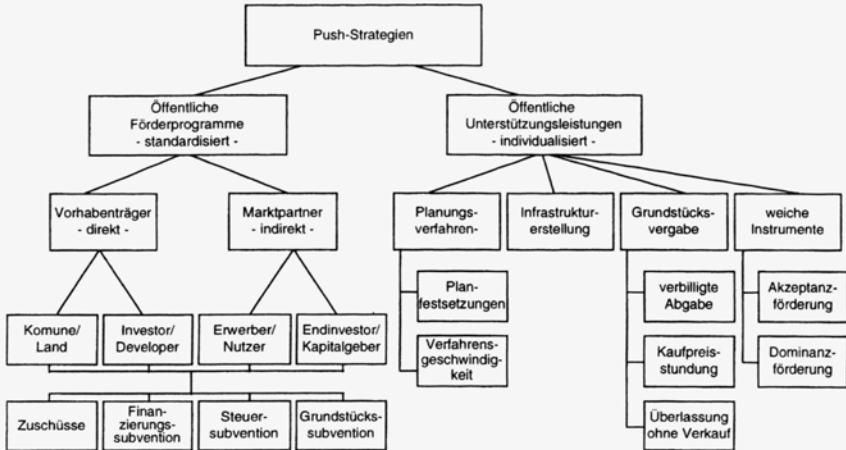 Push-Strategien
Öffentliche
Förderprogramme
- standardisiert -
Öffentliche
Unterstützungsleistungen
- individualisiert -
Vorhabenträger
- direkt -
Marktpartner
- indirekt -
Planungs-
verfahren-
Infrastruktur-
erstellung
Grundstücks-
vergabe
weiche
Instrumente
Komune/
Land
Investor/
Developer
Erwerber/
Nutzer
Endinvestor/
Kapitalgeber
Plan-
festsetzungen
Verfahrens-
geschwindig-
keit
verbilligte
Abgabe
Kaufpreis-
stundung
Überlassung
ohne Verkauf
Akzeptanz-
förderung
Dominanz-
förderung
Zuschüsse
Finan-
zierungs-
subvention
Steuer-
subvention
Grundstücks-
subvention